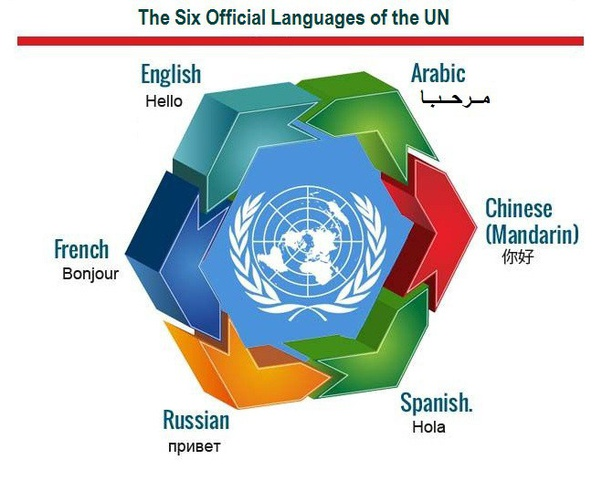 The Six Official Languages of the UN
English
Hello
Arabic
مـرحـبـا
Chinese
(Mandarin)
你好
French
Bonjour
Spanish.
Hola
Russian
привет